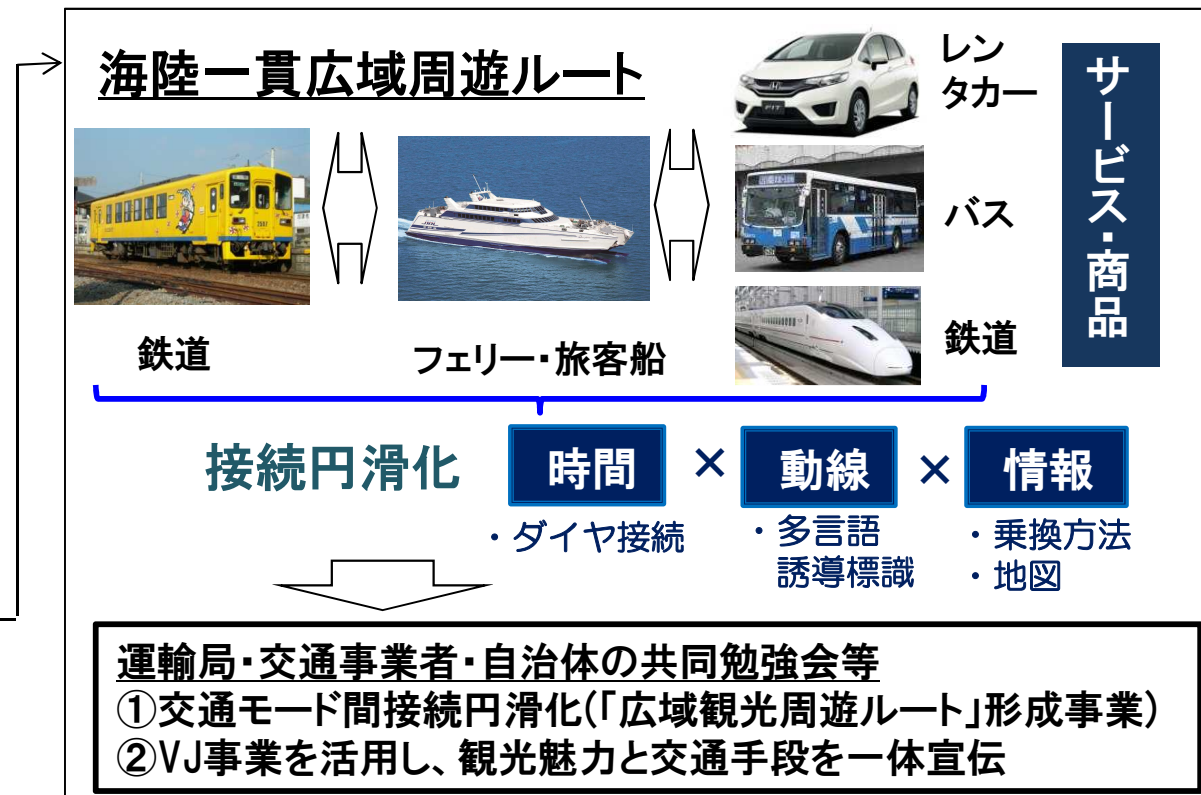 海陸一貫広域周遊ルート
レン
タカー
バス
鉄道
サービス・商品
鉄道
フェリー・旅客船
接続円滑化
時間 × 動線 × 情報
・ダイヤ接続
・多言語
誘導標識
・乗換方法
・地図
運輸局・交通事業者・自治体の共同勉強会等
①交通モード間接続円滑化(「広域観光周遊ルート」形成事業)
②VJ事業を活用し、観光魅力と交通手段を一体宣伝
FIT